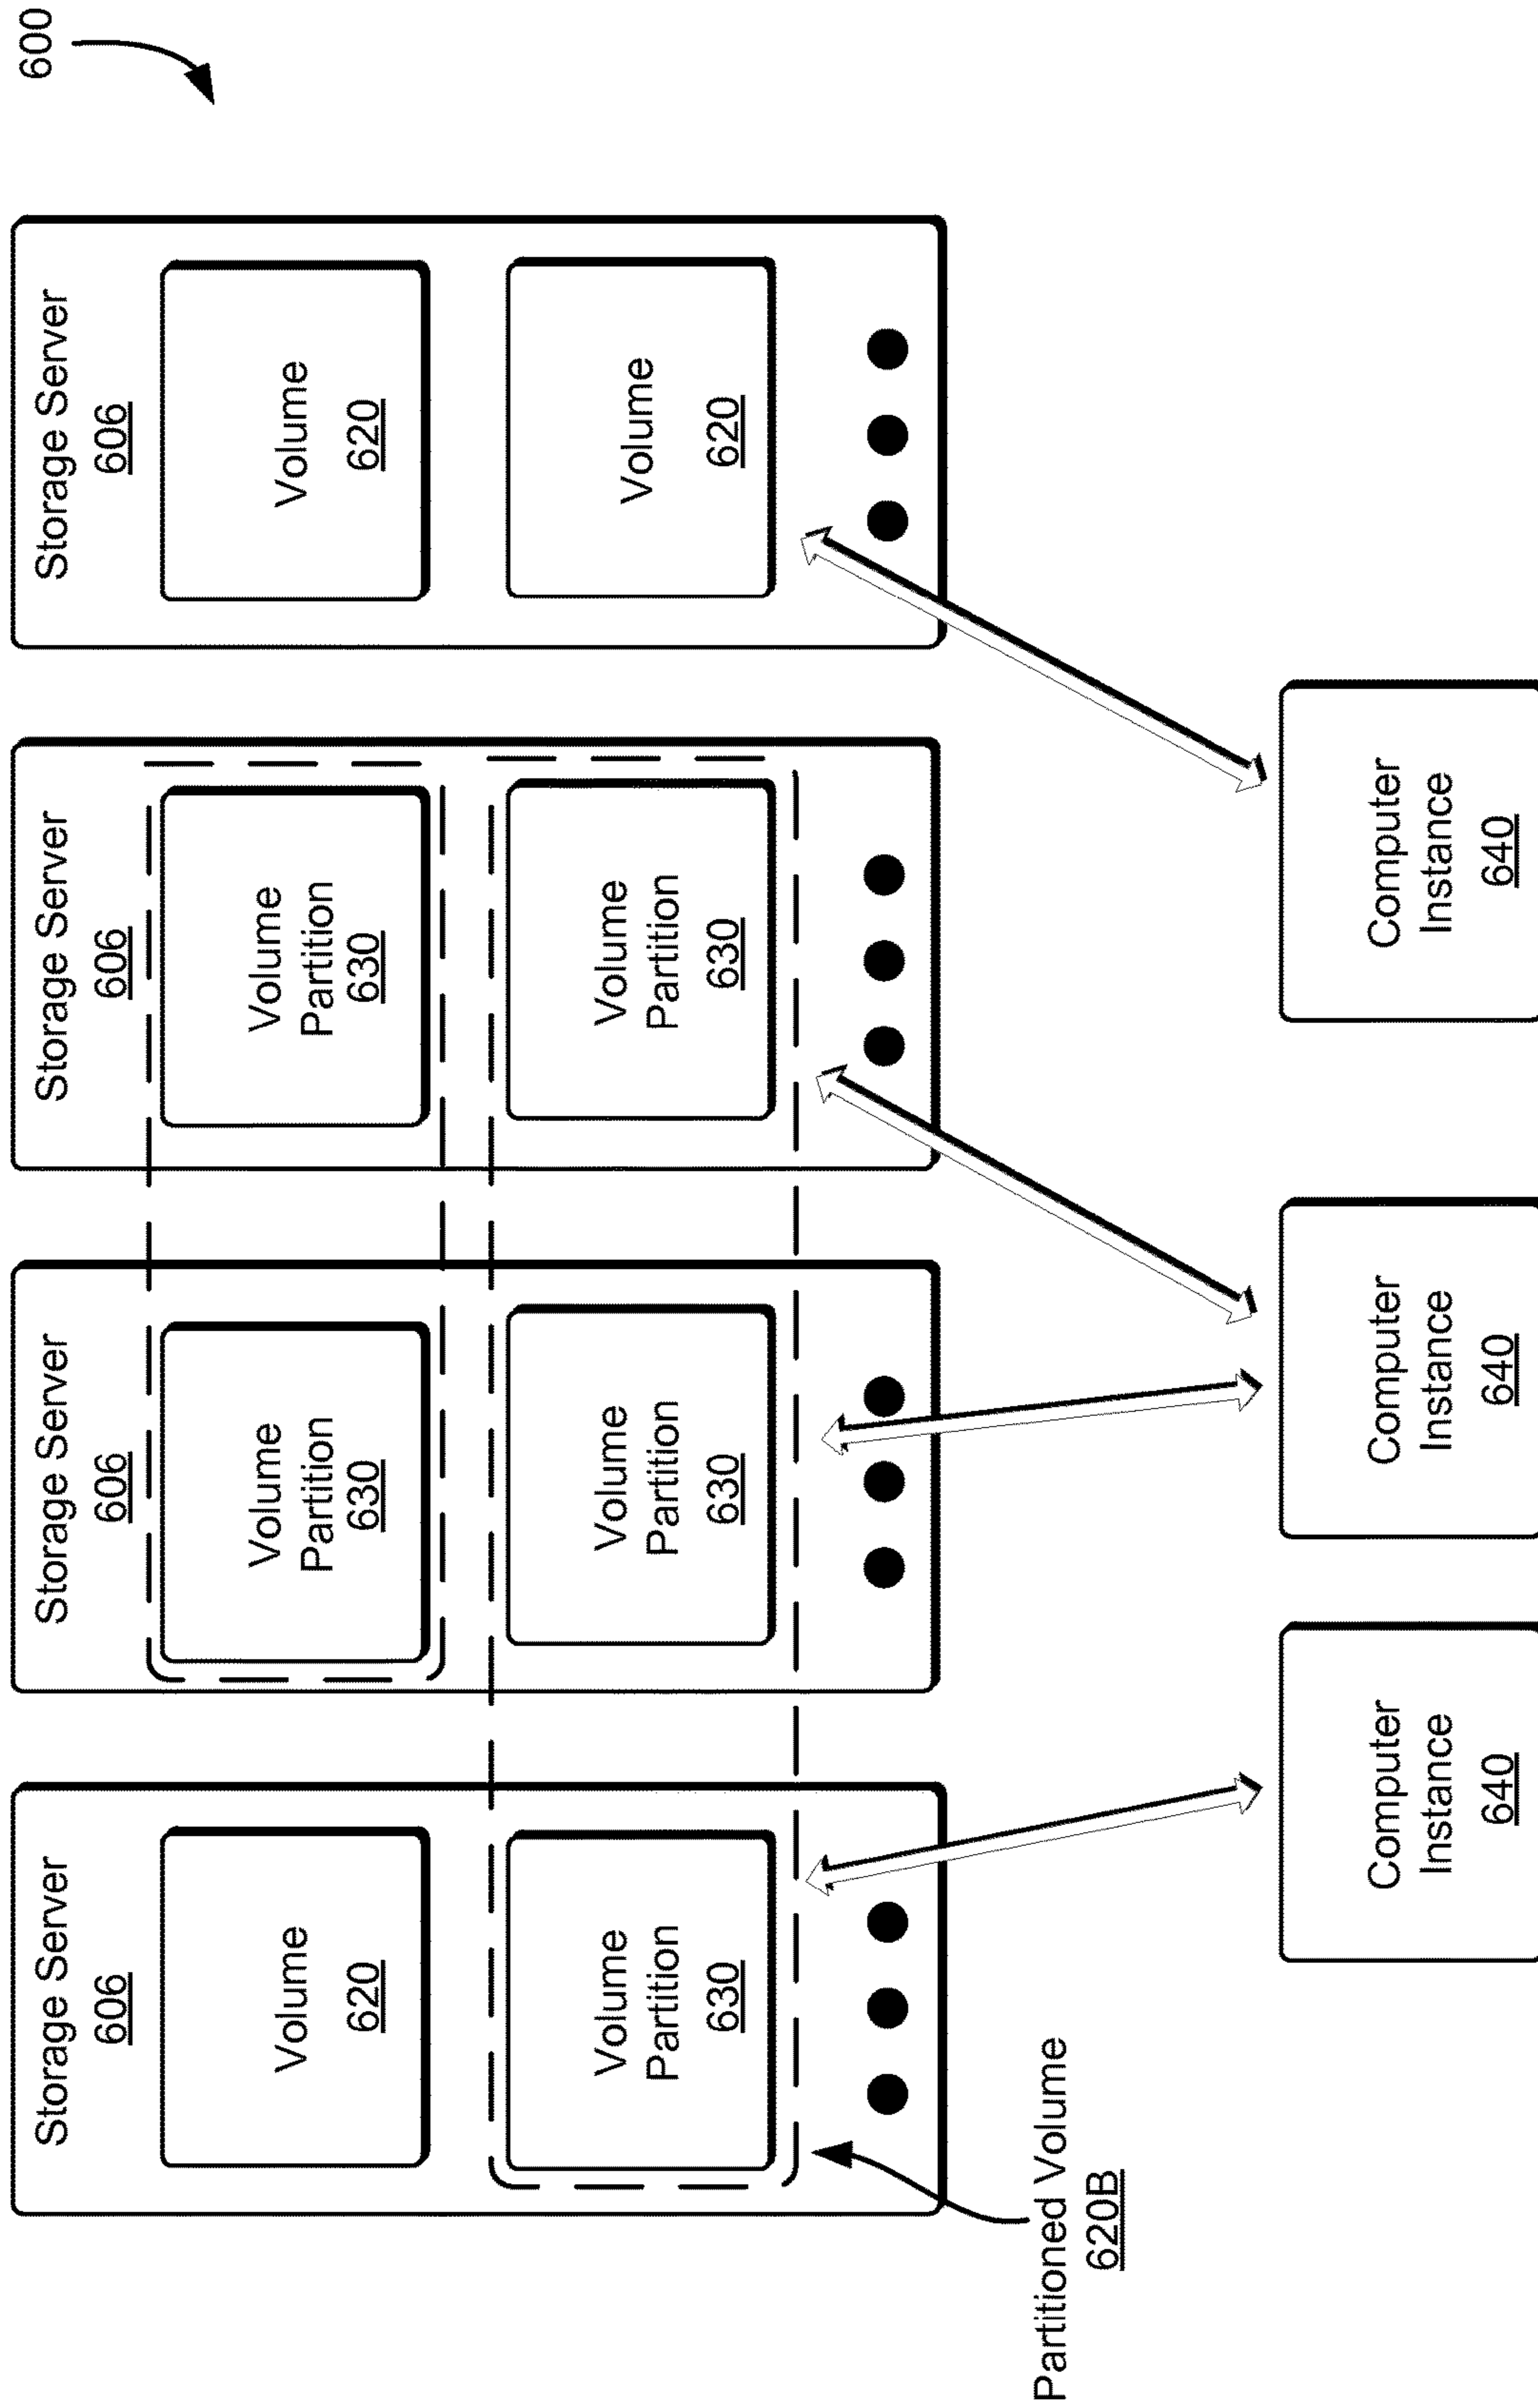 600
Storage Server
606
Volume
620
Volume
Partition
630
Storage Server
606
Volume
Partition
630
Volume
Partition
630
Storage Server
606
Volume
Partition
630
Volume
Partition
630
Storage Server
606
Volume
620
Volume
620
Partitioned Volume
620B
Computer
Instance
640
Computer
Instance
640
Computer
Instance
640